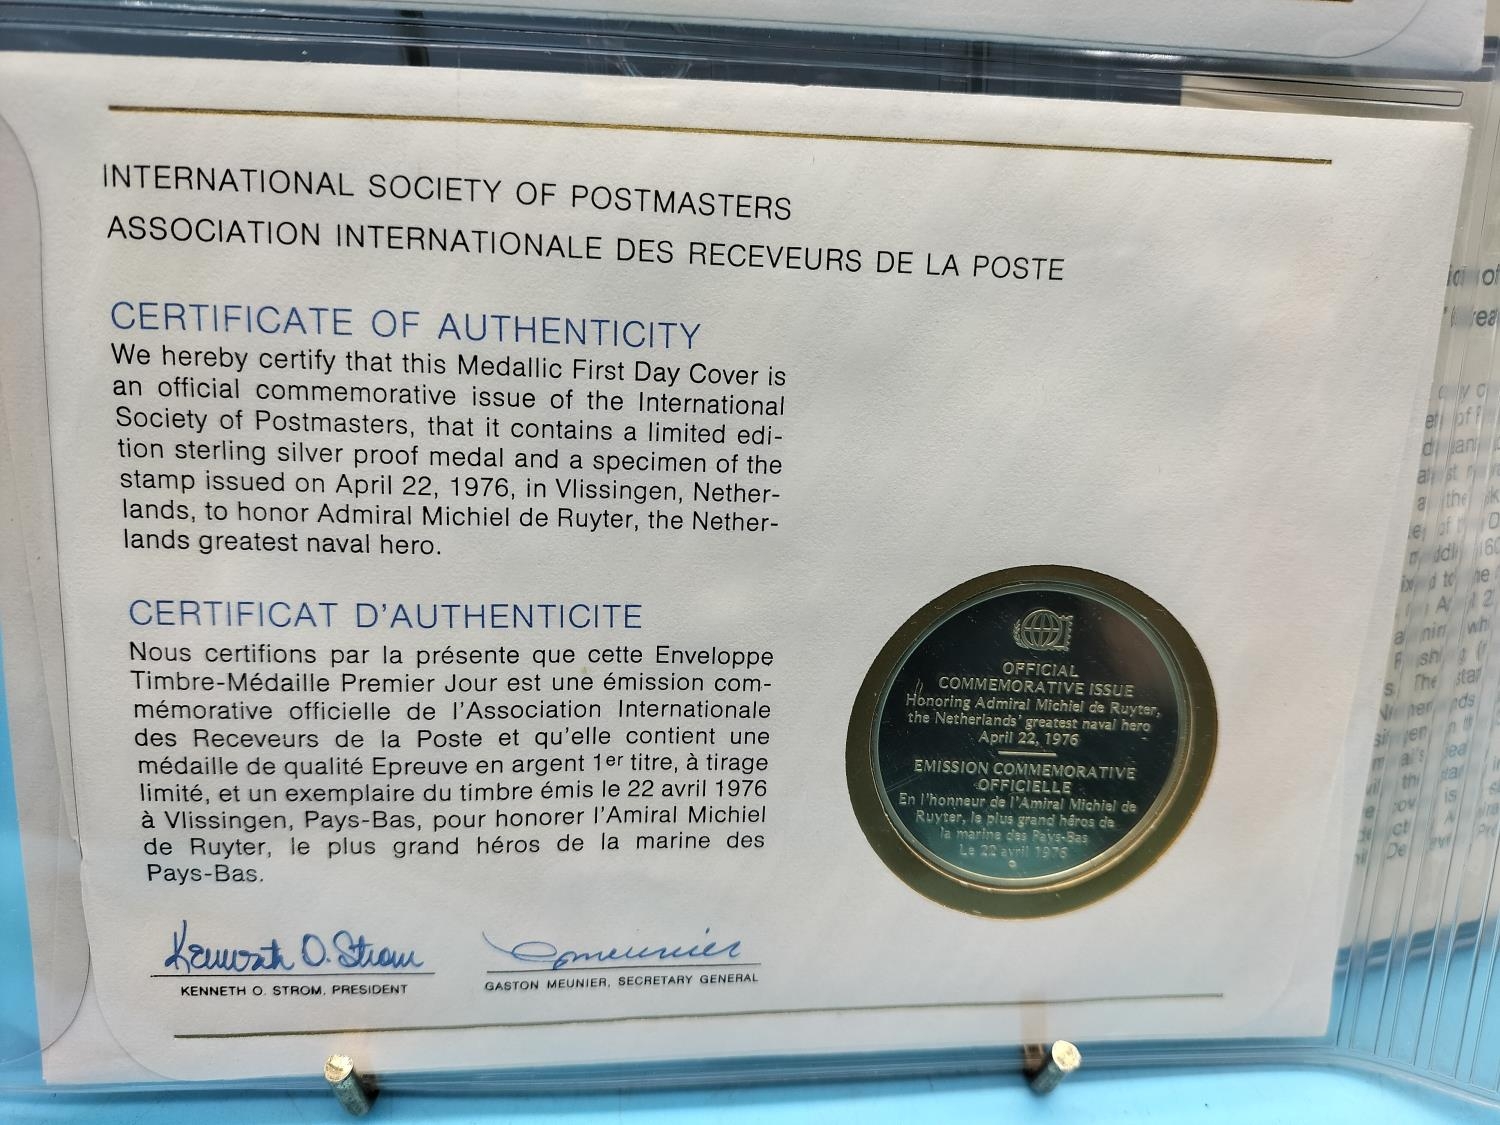 INTERNATIONAL SOCIETY OF POSTMASTERS
ASSOCIATION INTERNATIONALE DES RECEVEURS DE LA POSTE
CERTIFICATE OF AUTHENTICITY
We hereby certify that this Medallic First Day Cover is
an official commemorative issue of the International
Society of Postmasters, that it contains a limited edi-
tion sterling silver proof medal and a specimen of the
stamp issued on April 22, 1976, in Vlissingen, Nether-
lands, to honor Admiral Michiel de Ruyter, the Nether-
lands greatest naval hero.
CERTIFICAT D'AUTHENTICITE
Nous certifions par la présente que cette Enveloppe
Timbre-Médaille Premier Jour est une émission com-
mémorative officielle de l'Association Internationale
des Receveurs de la Poste et qu'elle contient une
médaille de qualité Epreuve en argent 1er titre, à tirage
limité, et un exemplaire du timbre émis le 22 avril 1976
à Vlissingen, Pays-Bas, pour honorer l'Amiral Michiel
de Ruyter, le plus grand héros de la marine des
Pays-Bas.
Kenneth O. Strom
KENNETH O. STROM, PRESIDENT
GMeunier
GASTON MEUNIER, SECRETARY GENERAL
OFFICIAL
COMMEMORATIVE ISSUE
Honoring Admiral Michiel de Ruyter,
the Netherlands' greatest naval hero
April 22, 1976
EMISSION COMMEMORATIVE
OFFICIELLE
En l'honneur de l'Amiral Michiel de
Ruyter, le plus grand héros de
la marine des Pays-Bas
Le 22 avril 1976